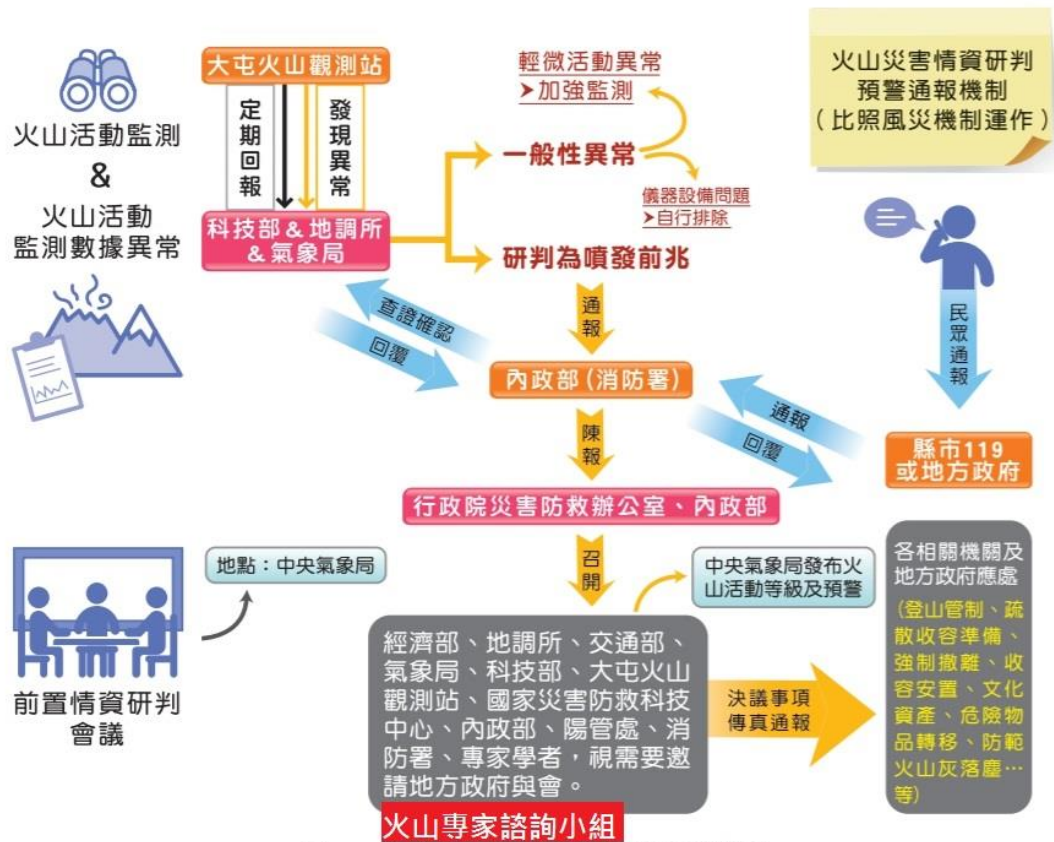 大屯火山觀測站
輕微活動異常
➤加強監測
火山災害情資研判
預警通報機制
(比照風災機制運作)
火山活動監測
&
火山活動
監測數據異常
定期回報
發現異常
一般性異常
儀器設備問題
➤自行排除
科技部&地調所
&氣象局
研判為噴發前兆
通報
查證確認
回覆
民眾通報
內政部(消防署)
通報
回覆
縣市119
或地方政府
陳報
行政院災害防救辦公室、內政部
地點：中央氣象局
召開
中央氣象局發布火
山活動等級及預警
前置情資研判
會議
經濟部、地調所、交通部、
氣象局、科技部、大屯火山
觀測站、國家災害防救科技
中心、內政部、陽管處、消
防署、專家學者，視需要邀
請地方政府與會。
火山專家諮詢小組
決議事項
傳真通報
各相關機關及
地方政府應處
(登山管制、疏
散收容準備、
強制撤離、收
容安置、文化
資產、危險物
品轉移、防範
火山灰落塵…
等)